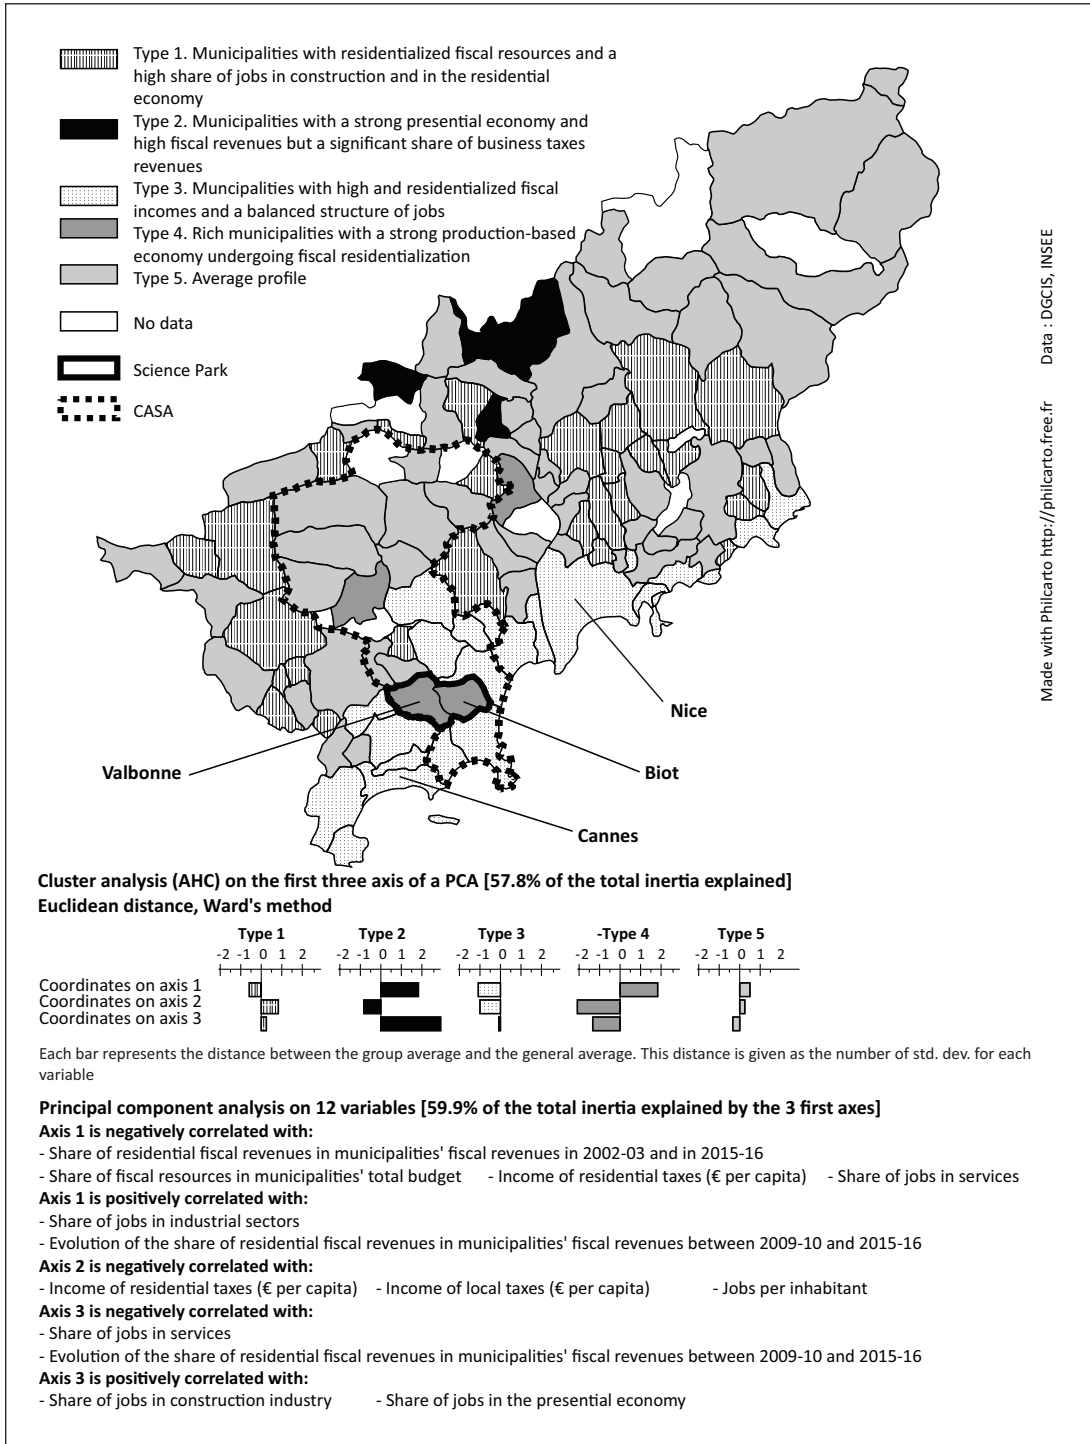 Type 1. Municipalities with residentialized fiscal resources and a
high share of jobs in construction and in the residential
economy
Type 2. Municipalities with a strong presential economy and
high fiscal revenues but a significant share of business taxes
revenues
Type 3. Muncipalities with high and residentialized fiscal
incomes and a balanced structure of jobs
Type 4. Rich municipalities with a strong production-based
economy undergoing fiscal residentialization
Type 5. Average profile
No data
Science Park
CASA
Made with Philcarto http://philcarto.free.fr Data : DGCIS, INSEE
Nice
Valbonne
Biot
Cannes
Cluster analysis (AHC) on the first three axis of a PCA [57.8% of the total inertia explained]
Euclidean distance, Ward's method
Type 1 Type 2 Type 3 -Type 4 Type 5
-2 -1 0 1 2 -2 -1 0 1 2 -2 -1 0 1 2 -2 -1 0 1 2 -2 -1 0 1 2
Coordinates on axis 1
Coordinates on axis 2
Coordinates on axis 3
Each bar represents the distance between the group average and the general average. This distance is given as the number of std. dev. for each
variable
Principal component analysis on 12 variables [59.9% of the total inertia explained by the 3 first axes]
Axis 1 is negatively correlated with:
- Share of residential fiscal revenues in municipalities' fiscal revenues in 2002-03 and in 2015-16
- Share of fiscal resources in municipalities' total budget - Income of residential taxes (€ per capita) - Share of jobs in services
Axis 1 is positively correlated with:
- Share of jobs in industrial sectors
- Evolution of the share of residential fiscal revenues in municipalities' fiscal revenues between 2009-10 and 2015-16
Axis 2 is negatively correlated with:
- Income of residential taxes (€ per capita) - Income of local taxes (€ per capita) - Jobs per inhabitant
Axis 3 is negatively correlated with:
- Share of jobs in services
- Evolution of the share of residential fiscal revenues in municipalities' fiscal revenues between 2009-10 and 2015-16
Axis 3 is positively correlated with:
- Share of jobs in construction industry - Share of jobs in the presential economy